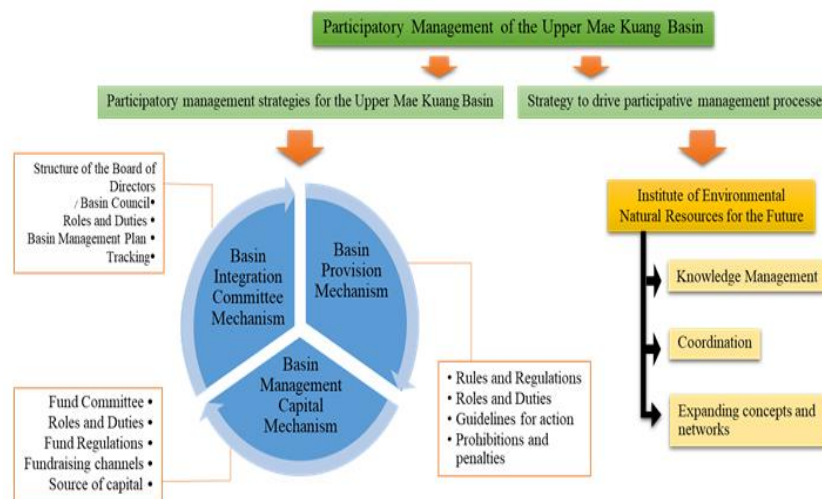 Participatory Management of the Upper Mae Kuang Basin
Participatory management strategies for the Upper Mae Kuang Basin
Strategy to drive participative management processe
Structure of the Board of
Directors
/ Basin Council•
Roles and Duties •
Basin Management Plan •
Tracking•
Basin
Integration
Committee
Mechanism
Basin
Provision
Mechanism
Basin
Management
Capital
Mechanism
Fund Committee •
Roles and Duties •
Fund Regulations •
Fundraising channels •
Source of capital •
• Rules and Regulations
• Roles and Duties
• Guidelines for action
• Prohibitions and
penalties
Institute of Environmental
Natural Resources for the Future
Knowledge Management
Coordination
Expanding concepts and
networks